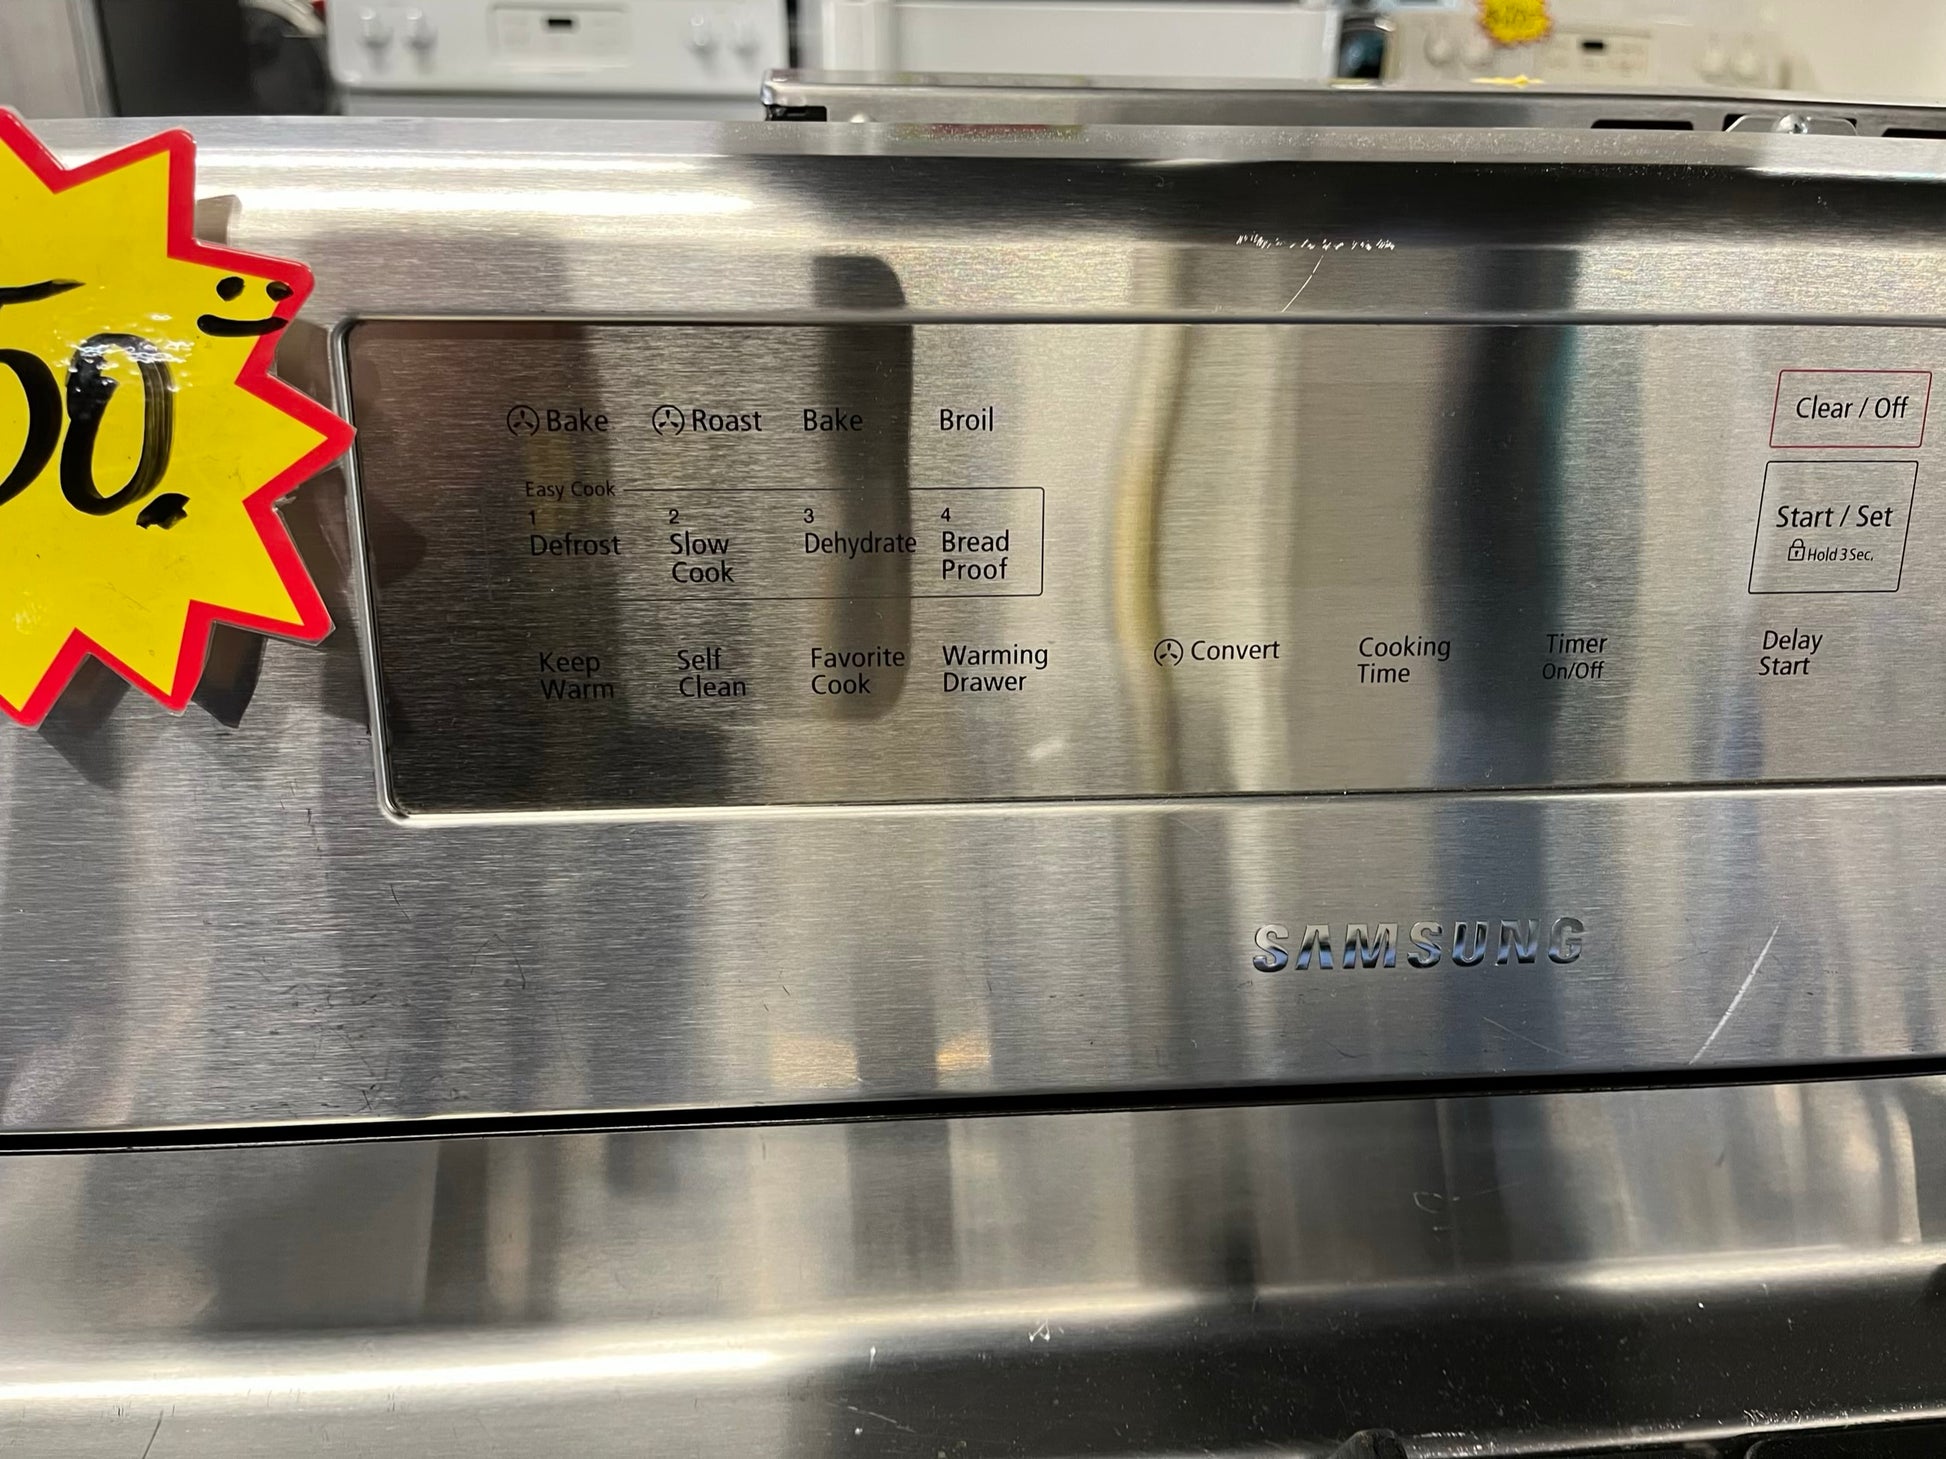 50.
Bake Roast Bake Broil
Clear / Off
Easy Cook
1 2 3 4
Defrost Slow Cook Dehydrate Bread Proof
Start / Set
Hold 3 Sec.
Keep Warm Self Clean Favorite Cook Warming Drawer
Convert Cooking Time Timer On/Off Delay Start
SAMSUNG